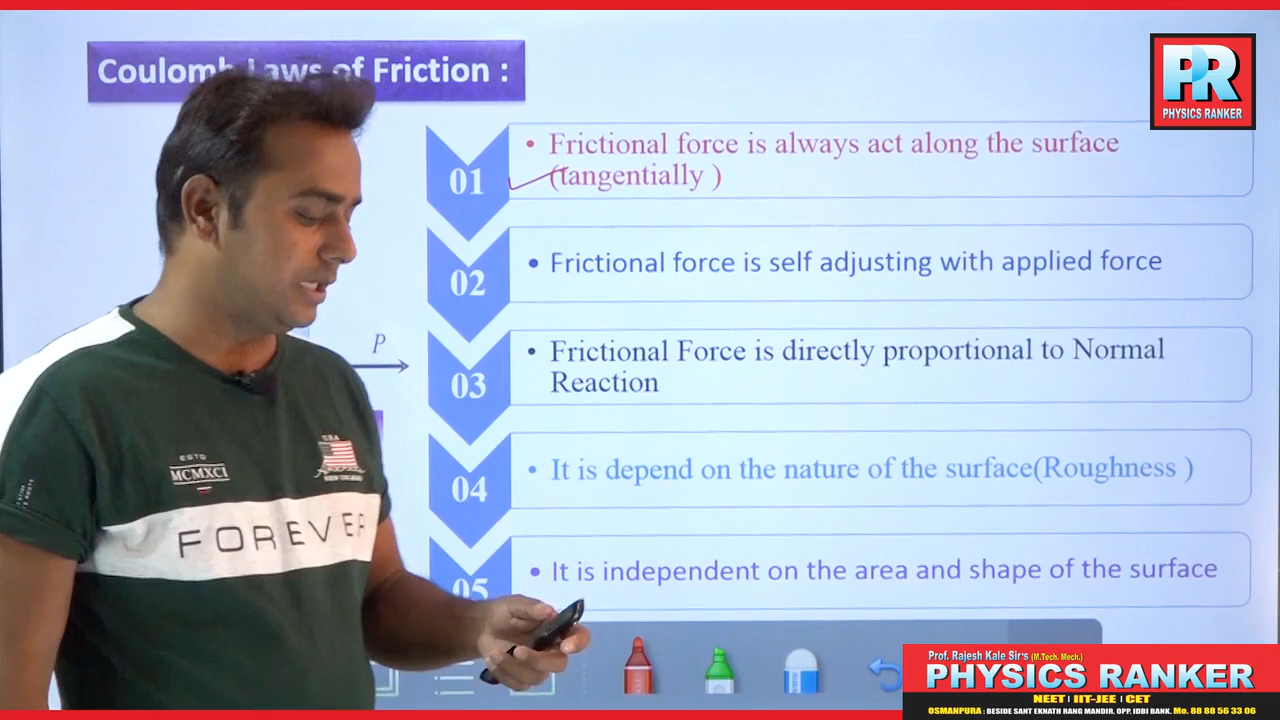 Coulomb Laws of Friction :
PR
PHYSICS RANKER
01
• Frictional force is always act along the surface
(tangentially )
02
• Frictional force is self adjusting with applied force
P
03
• Frictional Force is directly proportional to Normal
Reaction
04
• It is depend on the nature of the surface(Roughness )
05
• It is independent on the area and shape of the surface
ESTD
MCMXCI
USA
FOREVER
Prof. Rajesh Kale Sir's (M.Tech. Mech.)
PHYSICS RANKER
NEET | IIT-JEE | CET
OSMANPURA : BESIDE SANT EKNATH RANG MANDIR, OPP. IDBI BANK. Mo. 88 88 56 33 06